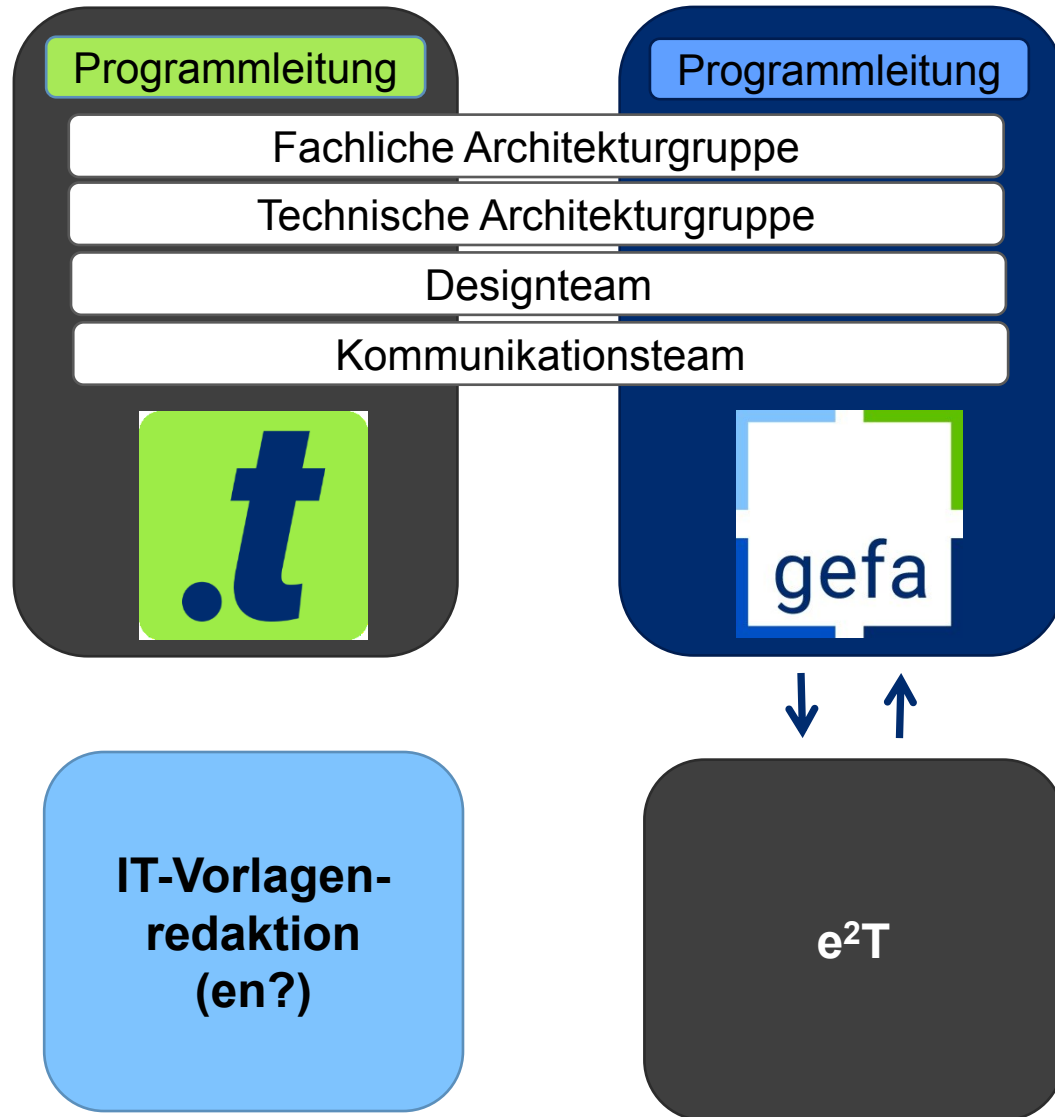 Programmleitung
Programmleitung
Fachliche Architekturgruppe
Technische Architekturgruppe
Designteam
Kommunikationsteam
.t
gefa
IT-Vorlagen-
redaktion
(en?)
e²T